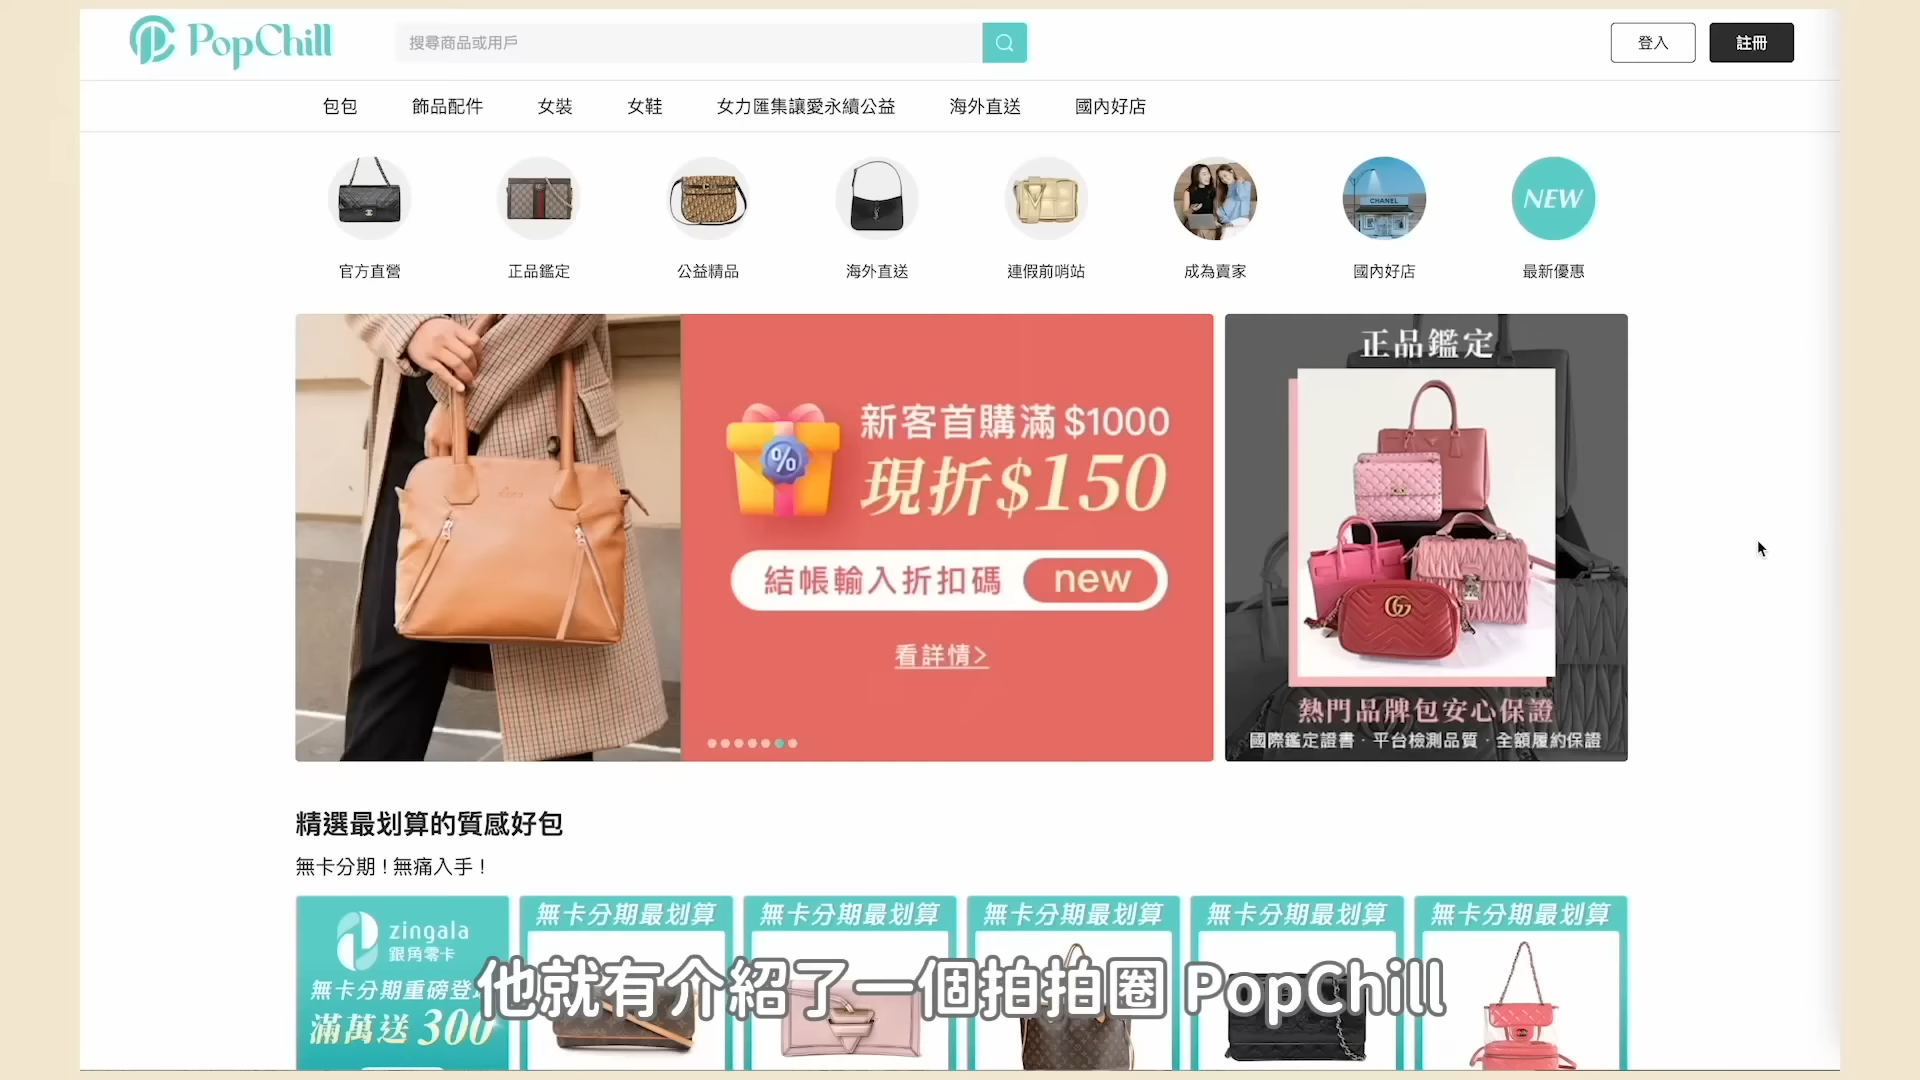 PopChill
搜尋商品或用戶
登入
註冊
包包
飾品配件
女裝
女鞋
女力匯集讓愛永續公益
海外直送
國內好店
CHANEL
NEW
官方直營
正品鑑定
公益精品
海外直送
連假前哨站
成為賣家
國內好店
最新優惠
新客首購滿$1000
現折$150
結帳輸入折扣碼 new
看詳情>
正品鑑定
熱門品牌包安心保證
國際鑑定證書·平台檢測品質·全額履約保證
精選最划算的質感好包
無卡分期!無痛入手!
zingala
銀角零卡
無卡分期重磅登
滿萬送 300
無卡分期最划算
無卡分期最划算
無卡分期最划算
無卡分期最划算
無卡分期最划算
他就有介紹了一個拍拍圈 PopChill